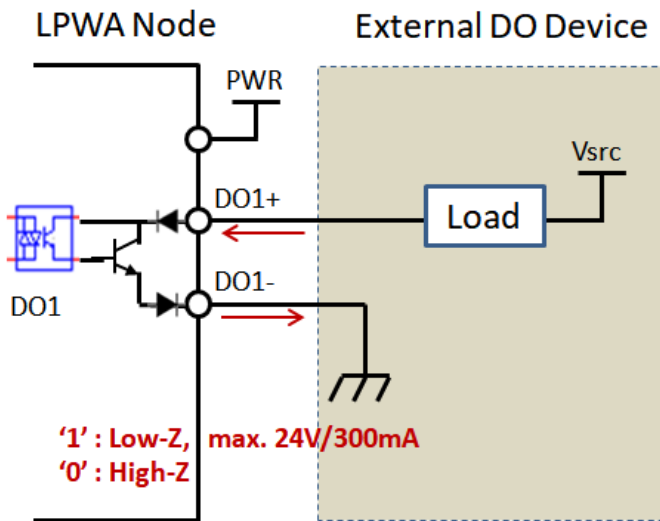 LPWA Node
External DO Device
PWR
Vsrc
DO1+
Load
DO1-
DO1
‘1’ : Low-Z,   max. 24V/300mA
‘0’ : High-Z